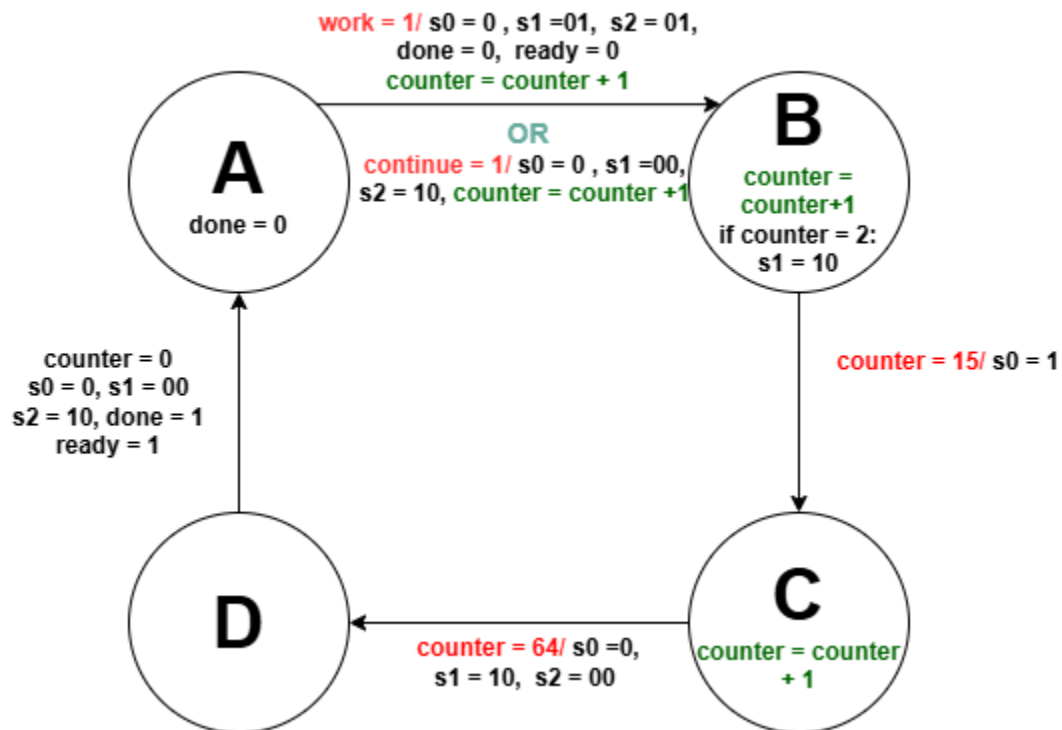 work = 1/ s0 = 0 , s1 =01, s2 = 01,
done = 0, ready = 0
counter = counter + 1
A
done = 0
OR
continue = 1/ s0 = 0 , s1 =00,
s2 = 10, counter = counter +1
B
counter =
counter+1
if counter = 2:
s1 = 10
counter = 0
s0 = 0, s1 = 00
s2 = 10, done = 1
ready = 1
counter = 15/ s0 = 1
D
counter = 64/ s0 =0,
s1 = 10, s2 = 00
C
counter = counter
+ 1